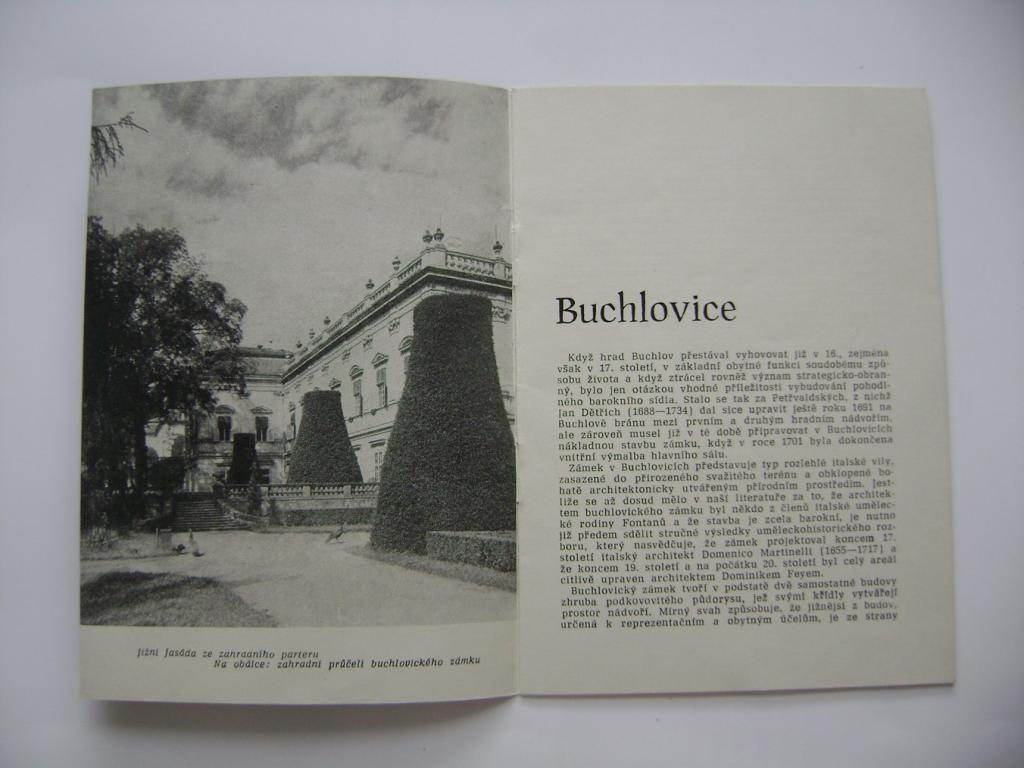 Jižní fasáda ze zahradního parteru
Na obálce: zahradní průčelí buchlovického zámku
Buchlovice
Když hrad Buchlov přestával vyhovovat již v 16., zejména
však v 17. století, v základní obytné funkci soudobému způ-
sobu života a když ztrácel rovněž význam strategicko-obran-
ný, bylo jen otázkou vhodné příležitosti vybudování pohodl-
ného barokního sídla. Stalo se tak za Petřvaldských, z nichž
Jan Dětřich (1688—1734) dal sice upravit ještě roku 1691 na
Buchlově bránu mezi prvním a druhým hradním nádvořím,
ale zároveň musel již v té době připravovat v Buchlovicích
nákladnou stavbu zámku, když v roce 1701 byla dokončena
vnitřní výmalba hlavního sálu.
Zámek v Buchlovicích představuje typ rozlehlé italské vily,
zasazené do přirozeného svažitého terénu a obklopené bo-
hatě architektonicky utvářeným přírodním prostředím. Jest-
liže se až dosud mělo v naší literatuře za to, že architek-
tem buchlovického zámku byl někdo z členů italské umělec-
ké rodiny Fontanů a že stavba je zcela barokní, je nutno
již předem sdělit stručné výsledky uměleckohistorického roz-
boru, který nasvědčuje, že zámek projektoval koncem 17.
století italský architekt Domenico Martinelli (1655—1717) a
že koncem 19. století a na počátku 20. století byl celý areál
citlivě upraven architektem Dominikem Feyem.
Buchlovický zámek tvoří v podstatě dvě samostatné budovy
zhruba podkovovitého půdorysu, jež svými křídly vytvářejí
prostor nádvoří. Mírný svah způsobuje, že jižnější z budov,
určená k reprezentačním a obytným účelům, je ze strany